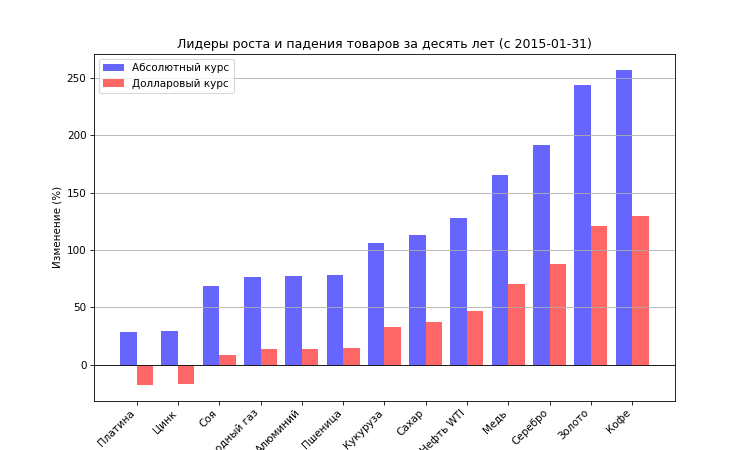 Лидеры роста и падения товаров за десять лет (с 2015-01-31)
Абсолютный курс
Долларовый курс
Изменение (%)
250
200
150
100
50
0
Платина
Цинк
Соя
одный газ
Алюминий
Пшеница
Кукуруза
Сахар
Нефть WTI
Медь
Серебро
Золото
Кофе